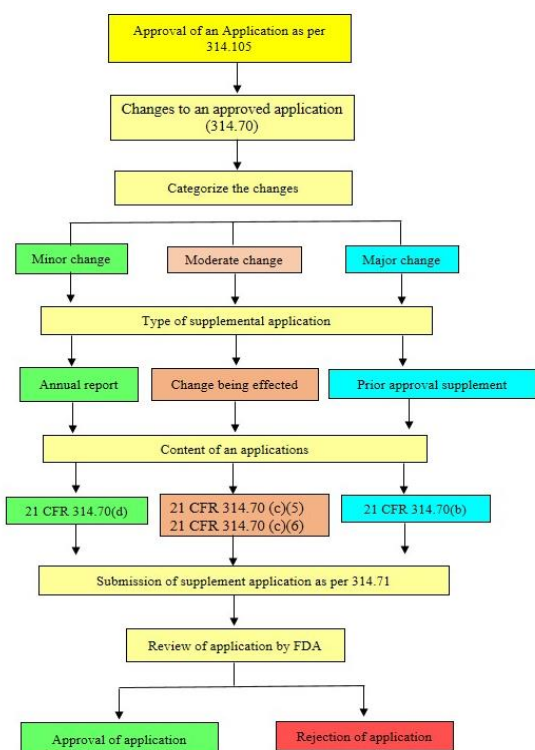 Approval of an Application as per
314.105
Changes to an approved application
(314.70)
Categorize the changes
Minor change
Moderate change
Major change
Type of supplemental application
Annual report
Change being effected
Prior approval supplement
Content of an applications
21 CFR 314.70(d)
21 CFR 314.70 (c)(5)
21 CFR 314.70 (c)(6)
21 CFR 314.70(b)
Submission of supplement application as per 314.71
Review of application by FDA
Approval of application
Rejection of application